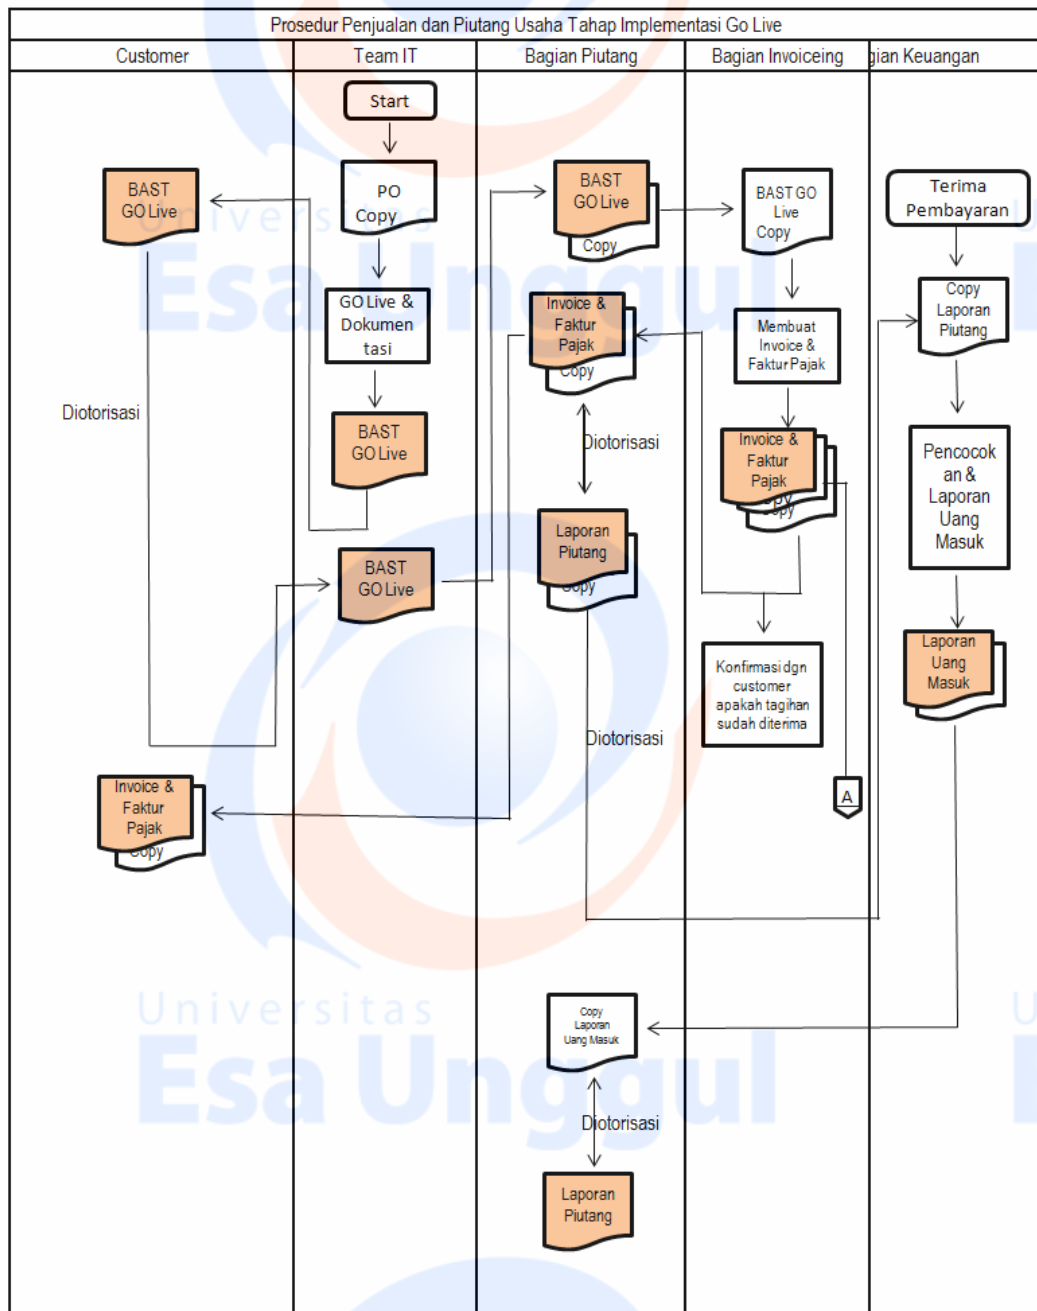 Prosedur Penjualan dan Piutang Usaha Tahap Implementasi Go Live
Customer
Team IT
Bagian Piutang
Bagian Invoiceing
gian Keuangan
Start
PO
Copy
GO Live &
Dokumen
tasi
BAST
GO Live
BAST
GO Live
BAST
GO Live
Diotorisasi
Invoice &
Faktur
Pajak
Copy
BAST
GO Live
Copy
Invoice &
Faktur
Pajak
Copy
Diotorisasi
Laporan
Piutang
Copy
Diotorisasi
Copy
Laporan
Uang Masuk
Diotorisasi
Laporan
Piutang
BAST GO
Live
Copy
Membuat
Invoice &
Faktur Pajak
Invoice &
Faktur
Pajak
Copy
Copy
Konfirmasi dgn
customer
apakah tagihan
sudah diterima
A
Terima
Pembayaran
Copy
Laporan
Piutang
Pencocok
an &
Laporan
Uang
Masuk
Laporan
Uang
Masuk
Universitas
Esa Unggul
Universitas
Esa Unggul